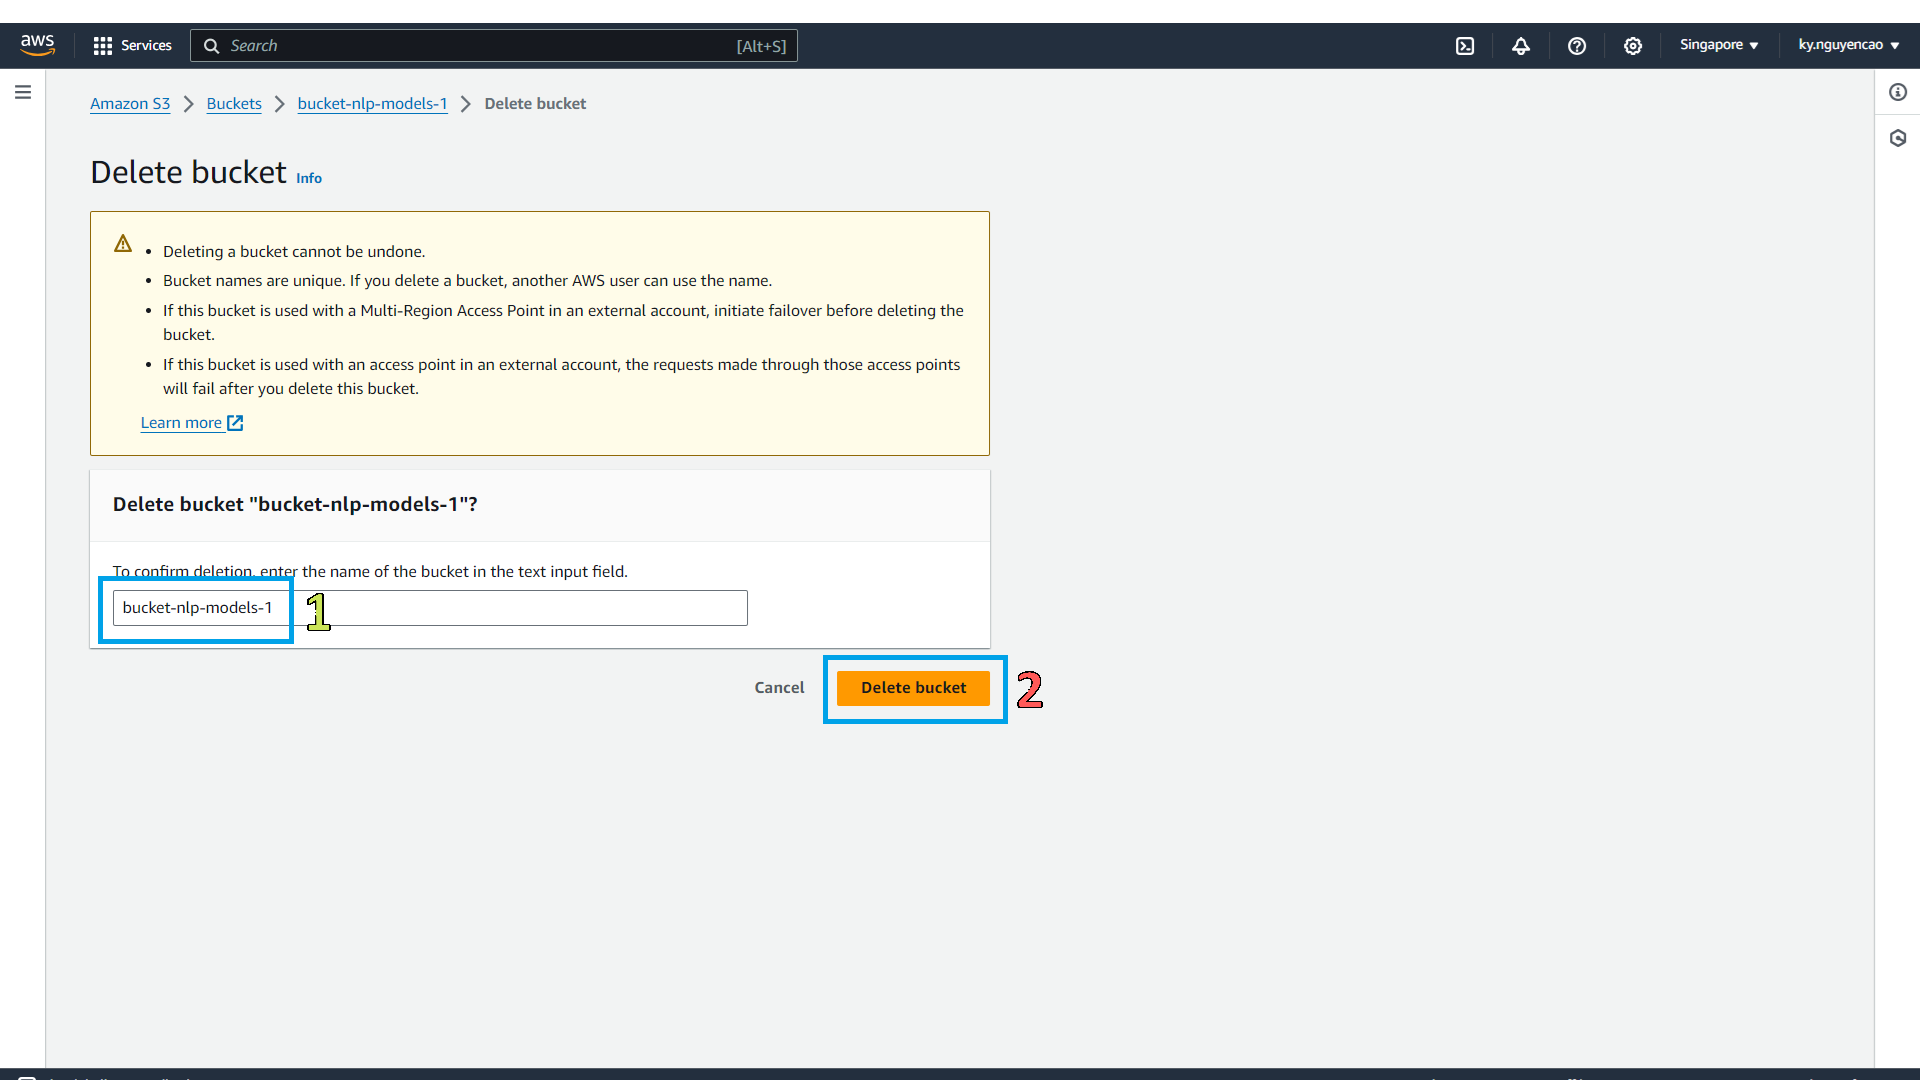 aws
Services
Search
[Alt+S]
Singapore
ky.nguyencao
Amazon S3
Buckets
bucket-nlp-models-1
Delete bucket
Delete bucket
Info
Deleting a bucket cannot be undone.
Bucket names are unique. If you delete a bucket, another AWS user can use the name.
If this bucket is used with a Multi-Region Access Point in an external account, initiate failover before deleting the
bucket.
If this bucket is used with an access point in an external account, the requests made through those access points
will fail after you delete this bucket.
Learn more
Delete bucket "bucket-nlp-models-1"?
To confirm deletion, enter the name of the bucket in the text input field.
bucket-nlp-models-1
1
Cancel
Delete bucket
2